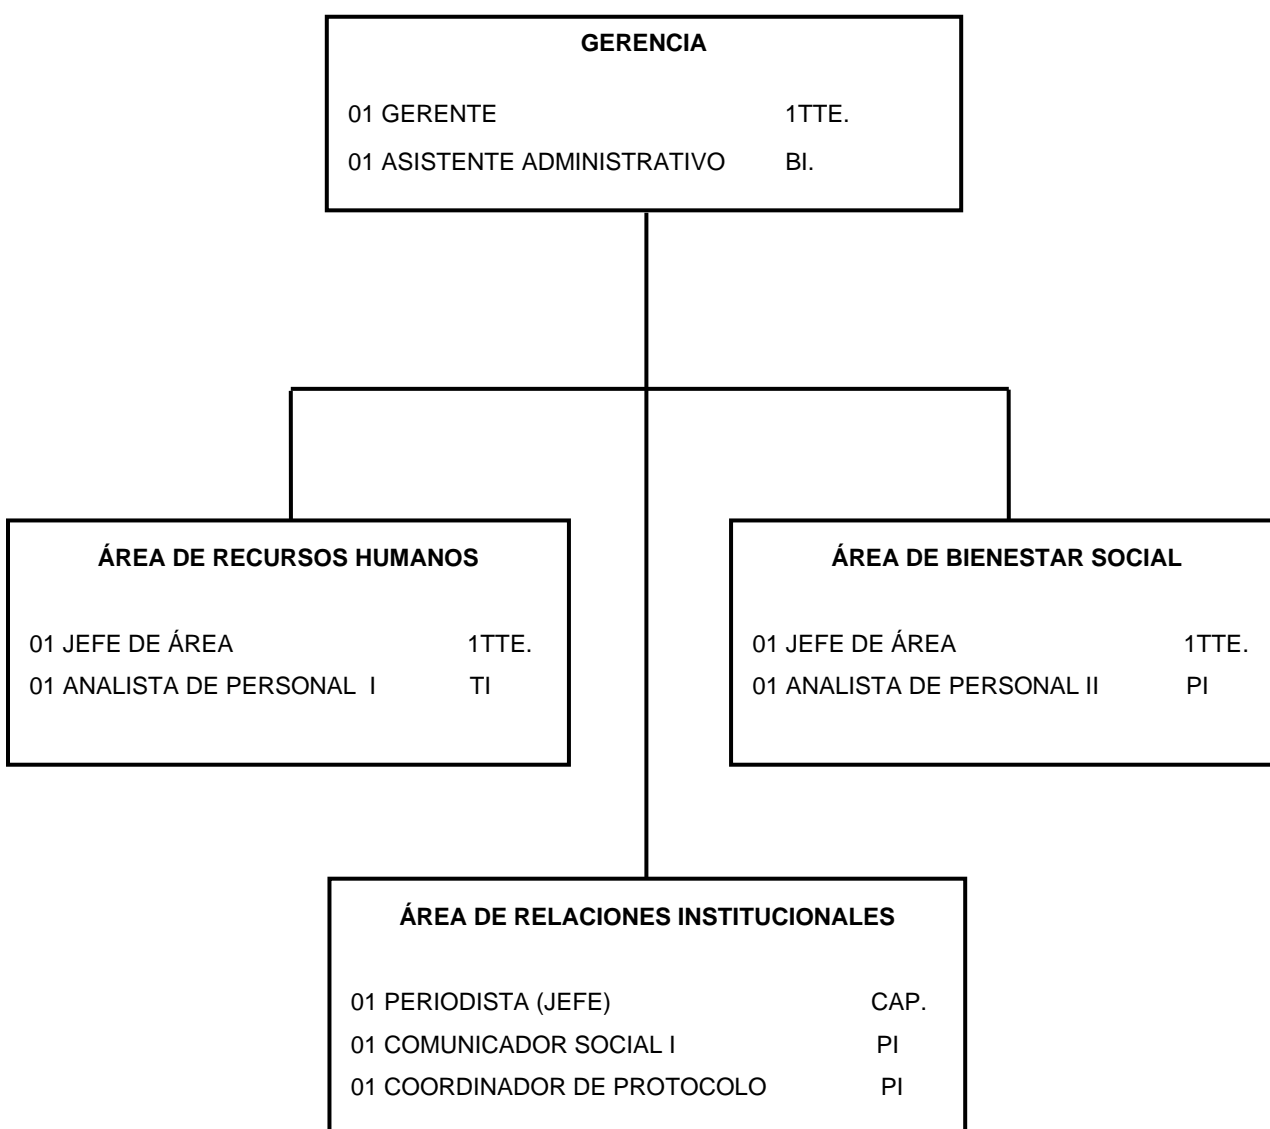 GERENCIA
01 GERENTE 1TTE.
01 ASISTENTE ADMINISTRATIVO BI.
ÁREA DE RECURSOS HUMANOS
01 JEFE DE ÁREA 1TTE.
01 ANALISTA DE PERSONAL I TI
ÁREA DE BIENESTAR SOCIAL
01 JEFE DE ÁREA 1TTE.
01 ANALISTA DE PERSONAL II PI
ÁREA DE RELACIONES INSTITUCIONALES
01 PERIODISTA (JEFE) CAP.
01 COMUNICADOR SOCIAL I PI
01 COORDINADOR DE PROTOCOLO PI